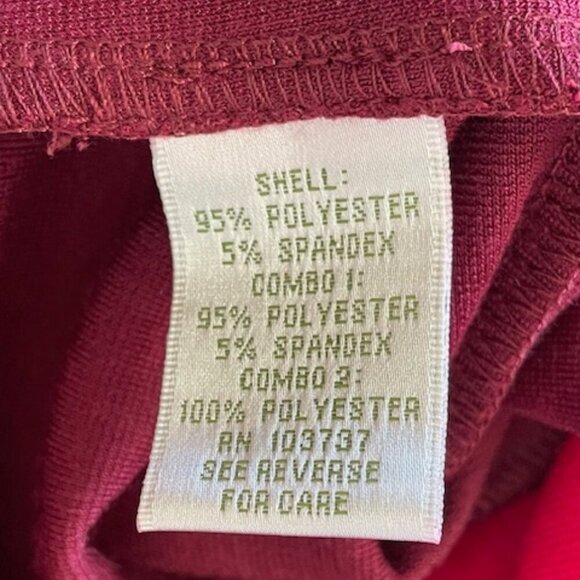 SHELL:
95% POLYESTER
5% SPANDEX
COMBO 1:
95% POLYESTER
5% SPANDEX
COMBO 2:
100% POLYESTER
RN 103737
SEE REVERSE
FOR CARE